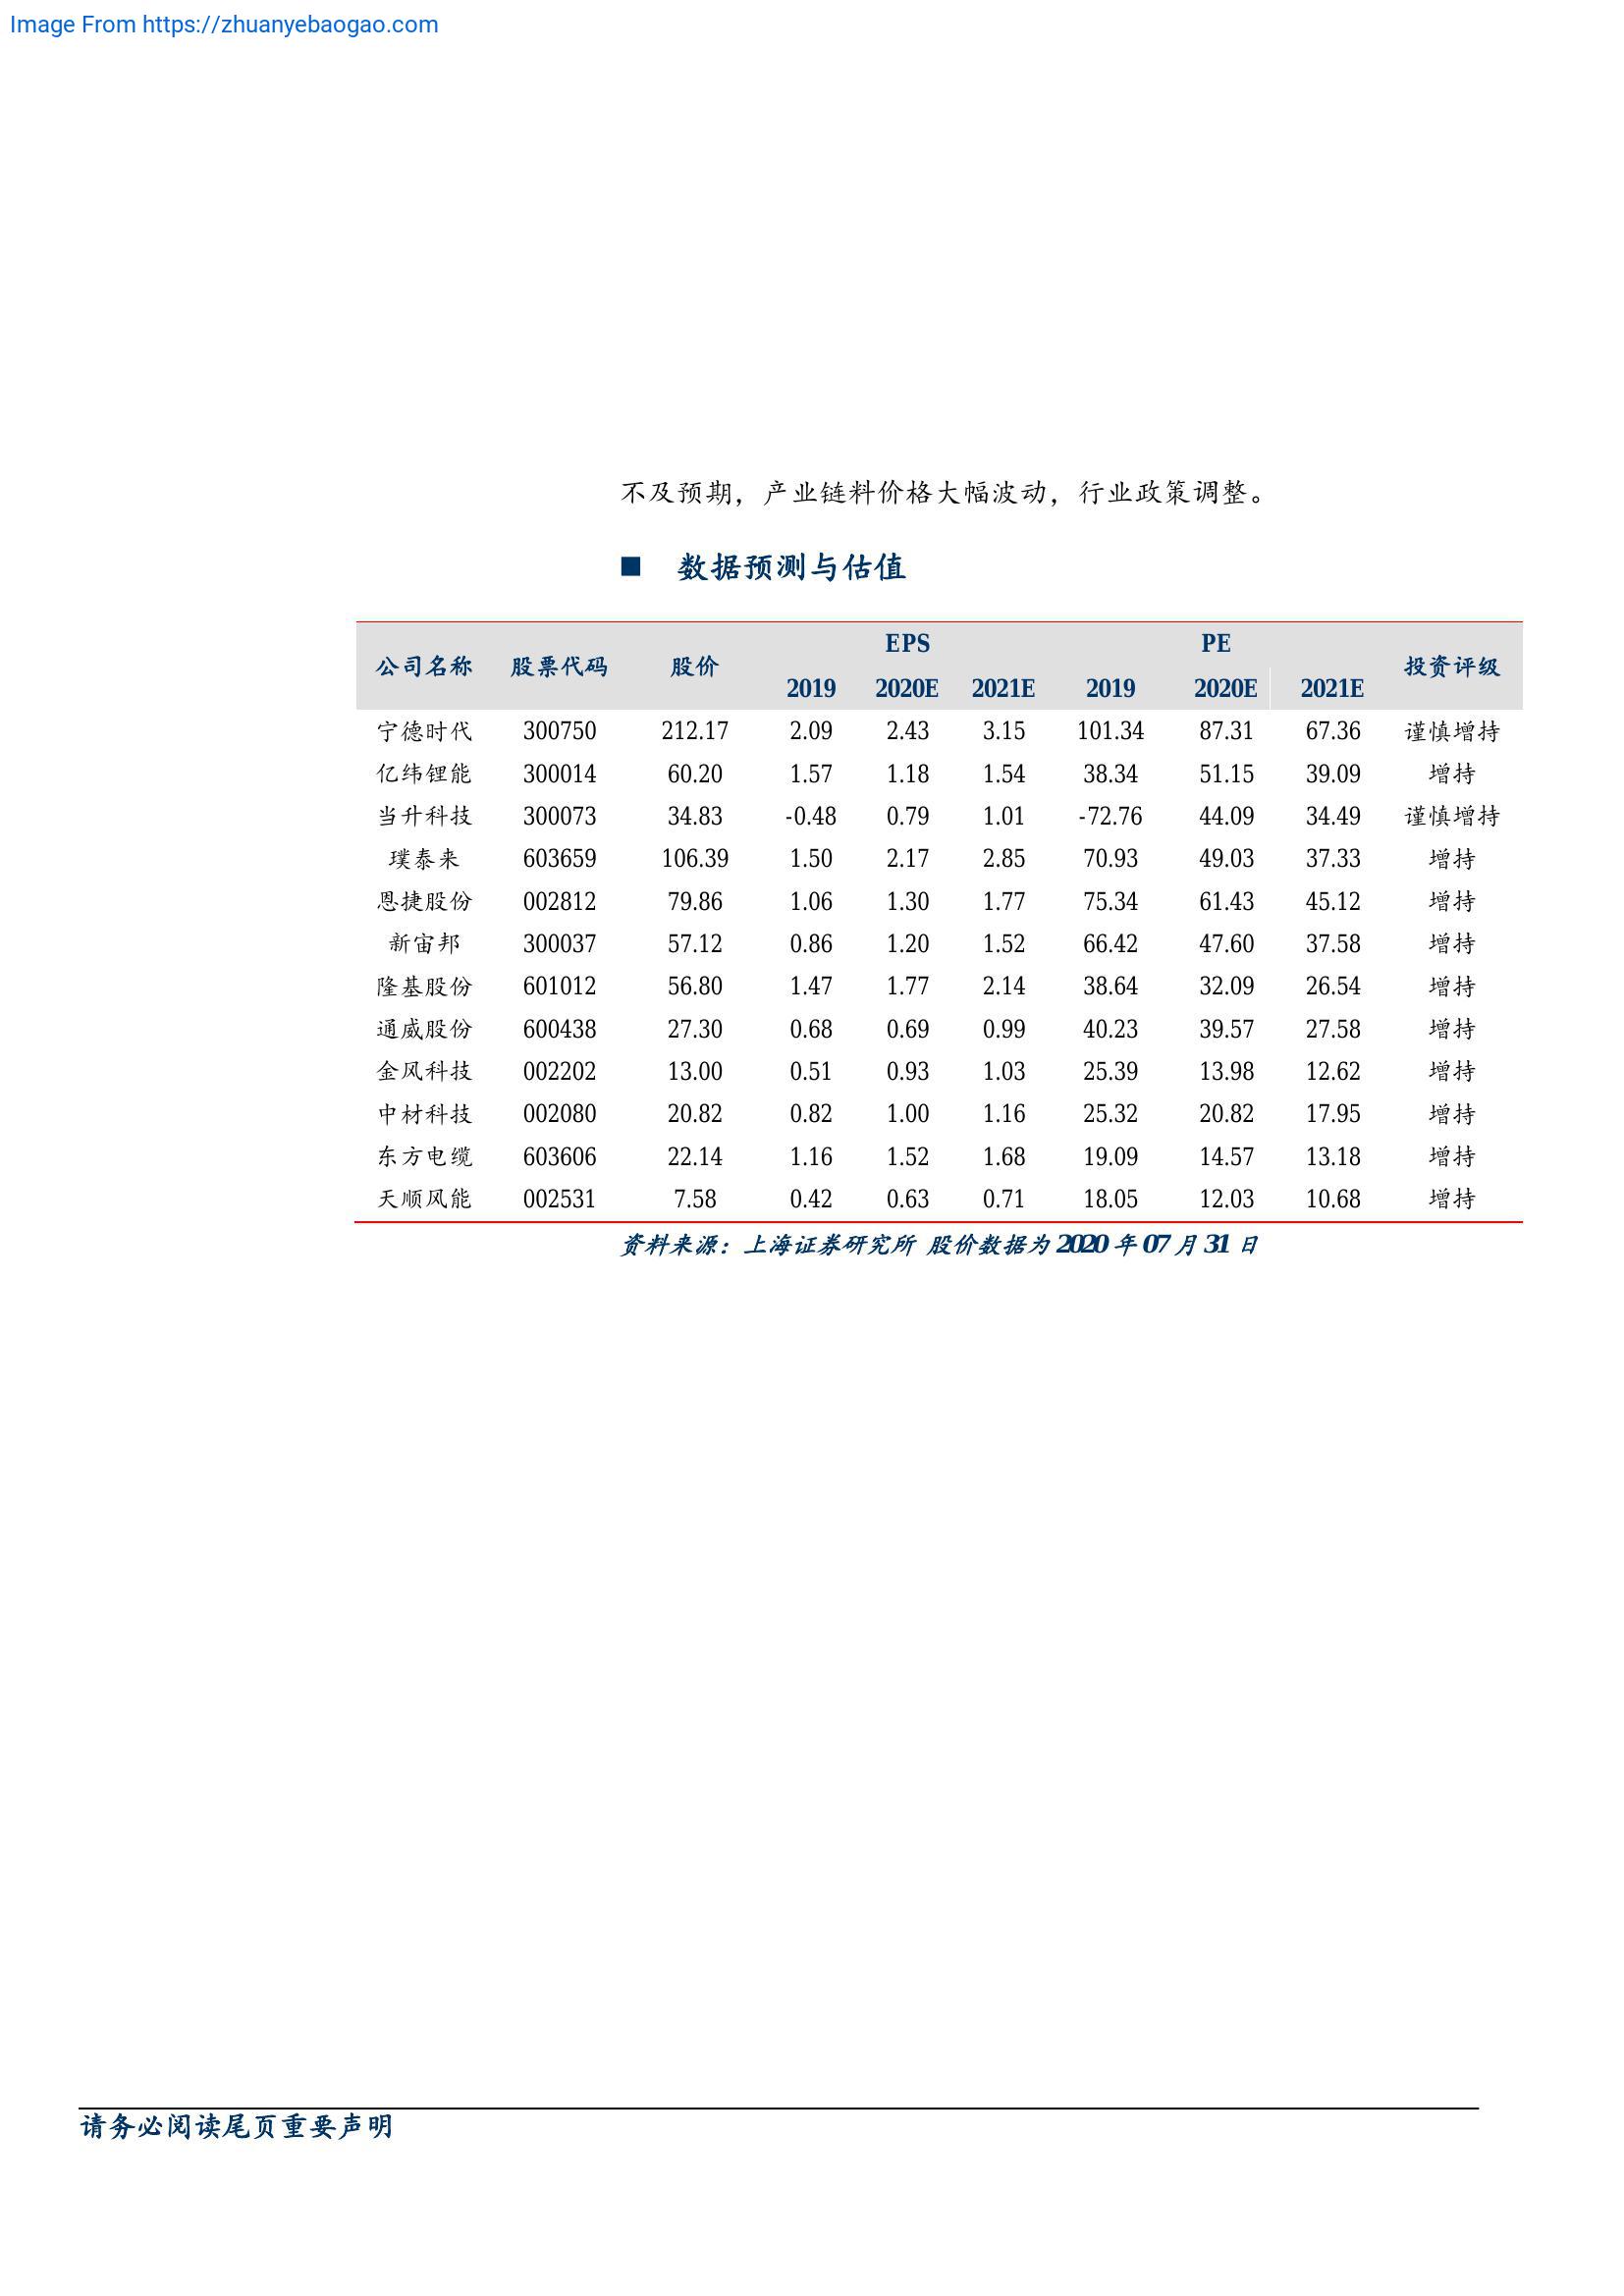 Image From https://zhuanyebaogao.com
不及预期，产业链料价格大幅波动，行业政策调整。
■ 数据预测与估值
公司名称 股票代码 股价 EPS PE 投资评级
2019 2020E 2021E 2019 2020E 2021E
宁德时代 300750 212.17 2.09 2.43 3.15 101.34 87.31 67.36 谨慎增持
亿纬锂能 300014 60.20 1.57 1.18 1.54 38.34 51.15 39.09 增持
当升科技 300073 34.83 -0.48 0.79 1.01 -72.76 44.09 34.49 谨慎增持
璞泰来 603659 106.39 1.50 2.17 2.85 70.93 49.03 37.33 增持
恩捷股份 002812 79.86 1.06 1.30 1.77 75.34 61.43 45.12 增持
新宙邦 300037 57.12 0.86 1.20 1.52 66.42 47.60 37.58 增持
隆基股份 601012 56.80 1.47 1.77 2.14 38.64 32.09 26.54 增持
通威股份 600438 27.30 0.68 0.69 0.99 40.23 39.57 27.58 增持
金风科技 002202 13.00 0.51 0.93 1.03 25.39 13.98 12.62 增持
中材科技 002080 20.82 0.82 1.00 1.16 25.32 20.82 17.95 增持
东方电缆 603606 22.14 1.16 1.52 1.68 19.09 14.57 13.18 增持
天顺风能 002531 7.58 0.42 0.63 0.71 18.05 12.03 10.68 增持
资料来源：上海证券研究所 股价数据为 2020 年 07 月 31 日
请务必阅读尾页重要声明